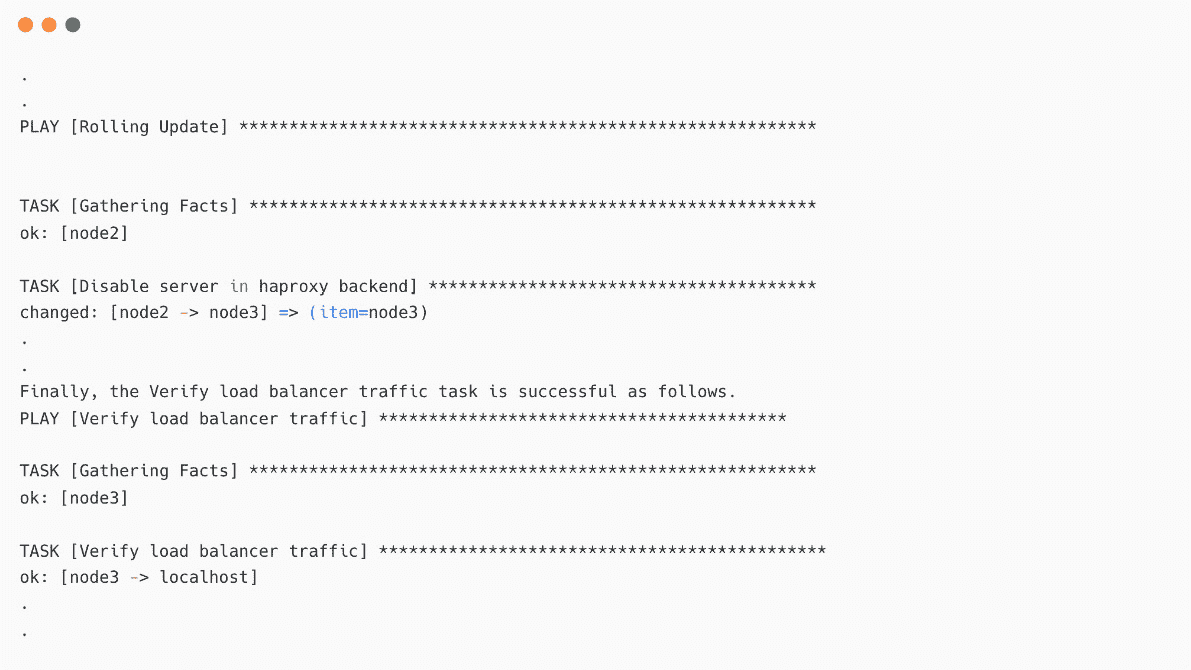 .
.
PLAY [Rolling Update] **********************************************************
TASK [Gathering Facts] *********************************************************
ok: [node2]
TASK [Disable server in haproxy backend] ***************************************
changed: [node2 -> node3] => (item=node3)
.
.
Finally, the Verify load balancer traffic task is successful as follows.
PLAY [Verify load balancer traffic] *****************************************
TASK [Gathering Facts] *********************************************************
ok: [node3]
TASK [Verify load balancer traffic] *********************************************
ok: [node3 -> localhost]
.
.